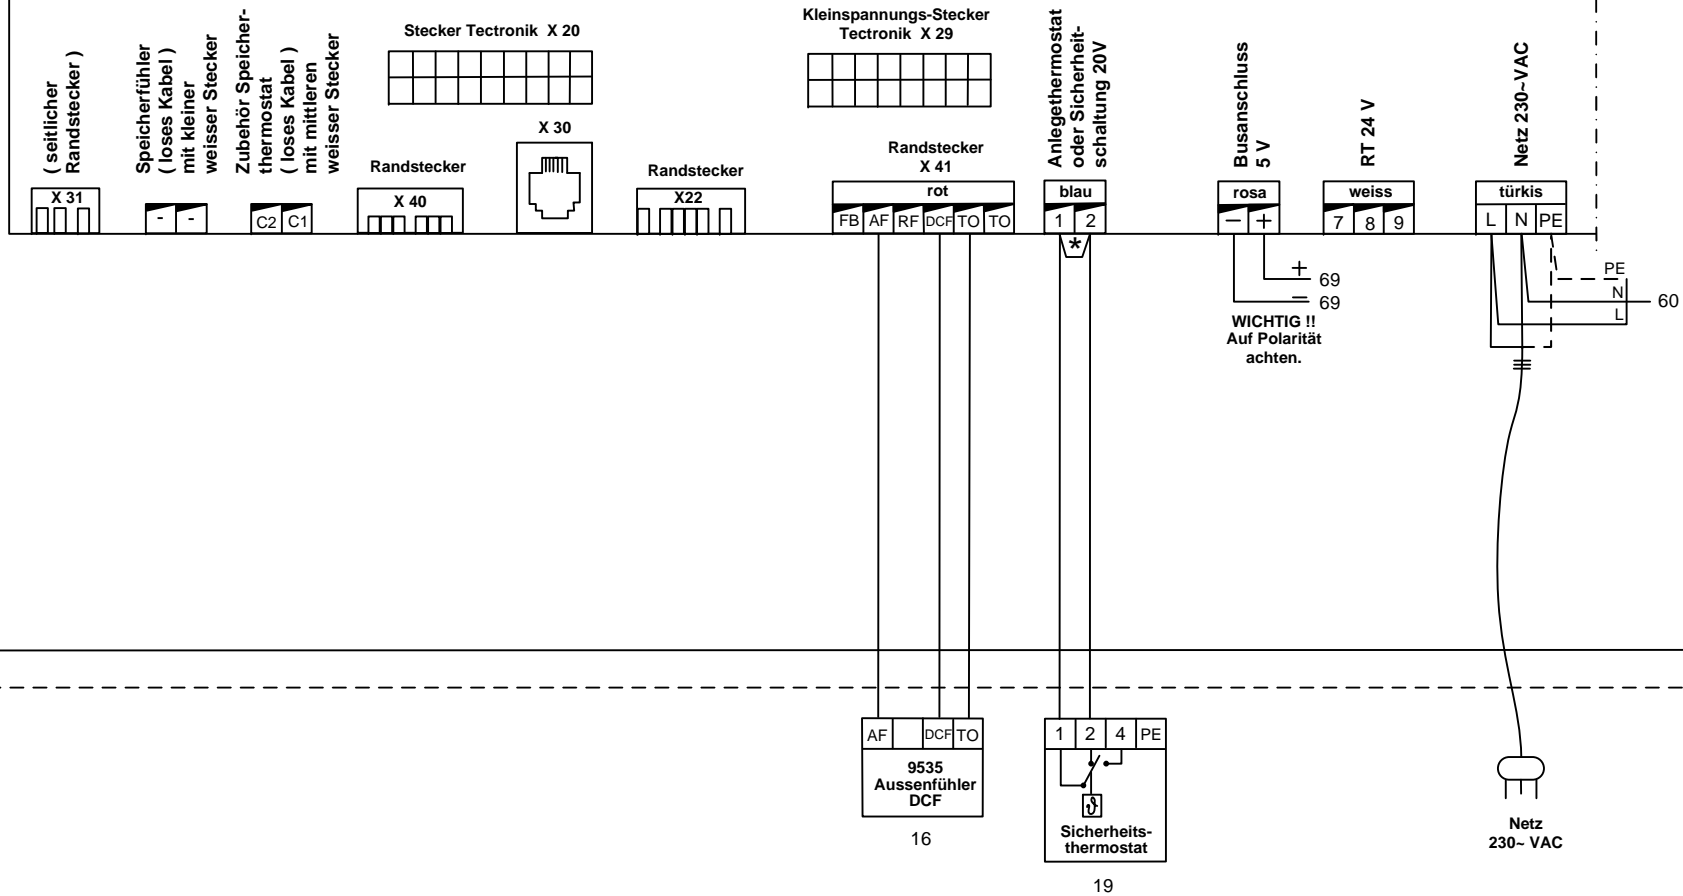 ( seitlicher
Randstecker )
X 31
Speicherfühler
( loses Kabel )
mit kleiner
weisser Stecker
- -
Zubehör Speicher-
thermostat
( loses Kabel )
mit mittleren
weisser Stecker
C2 C1
Stecker Tectronik X 20
Randstecker
X 40
X 30
Randstecker
X22
Kleinspannungs-Stecker
Tectronik X 29
Randstecker
X 41
rot
FB AF RF DCF TO TO
Anlegethermostat
oder Sicherheit-
schaltung 20V
blau
1 2
*
Busanschluss
5 V
rosa
− +
+ 69
− 69
WICHTIG !!
Auf Polarität
achten.
RT 24 V
weiss
7 8 9
Netz 230~VAC
türkis
L N PE
PE
N
L
60
AF DCF TO
9535
Aussenfühler
DCF
16
1 2 4 PE
ϑ
Sicherheits-
thermostat
19
Netz
230~ VAC